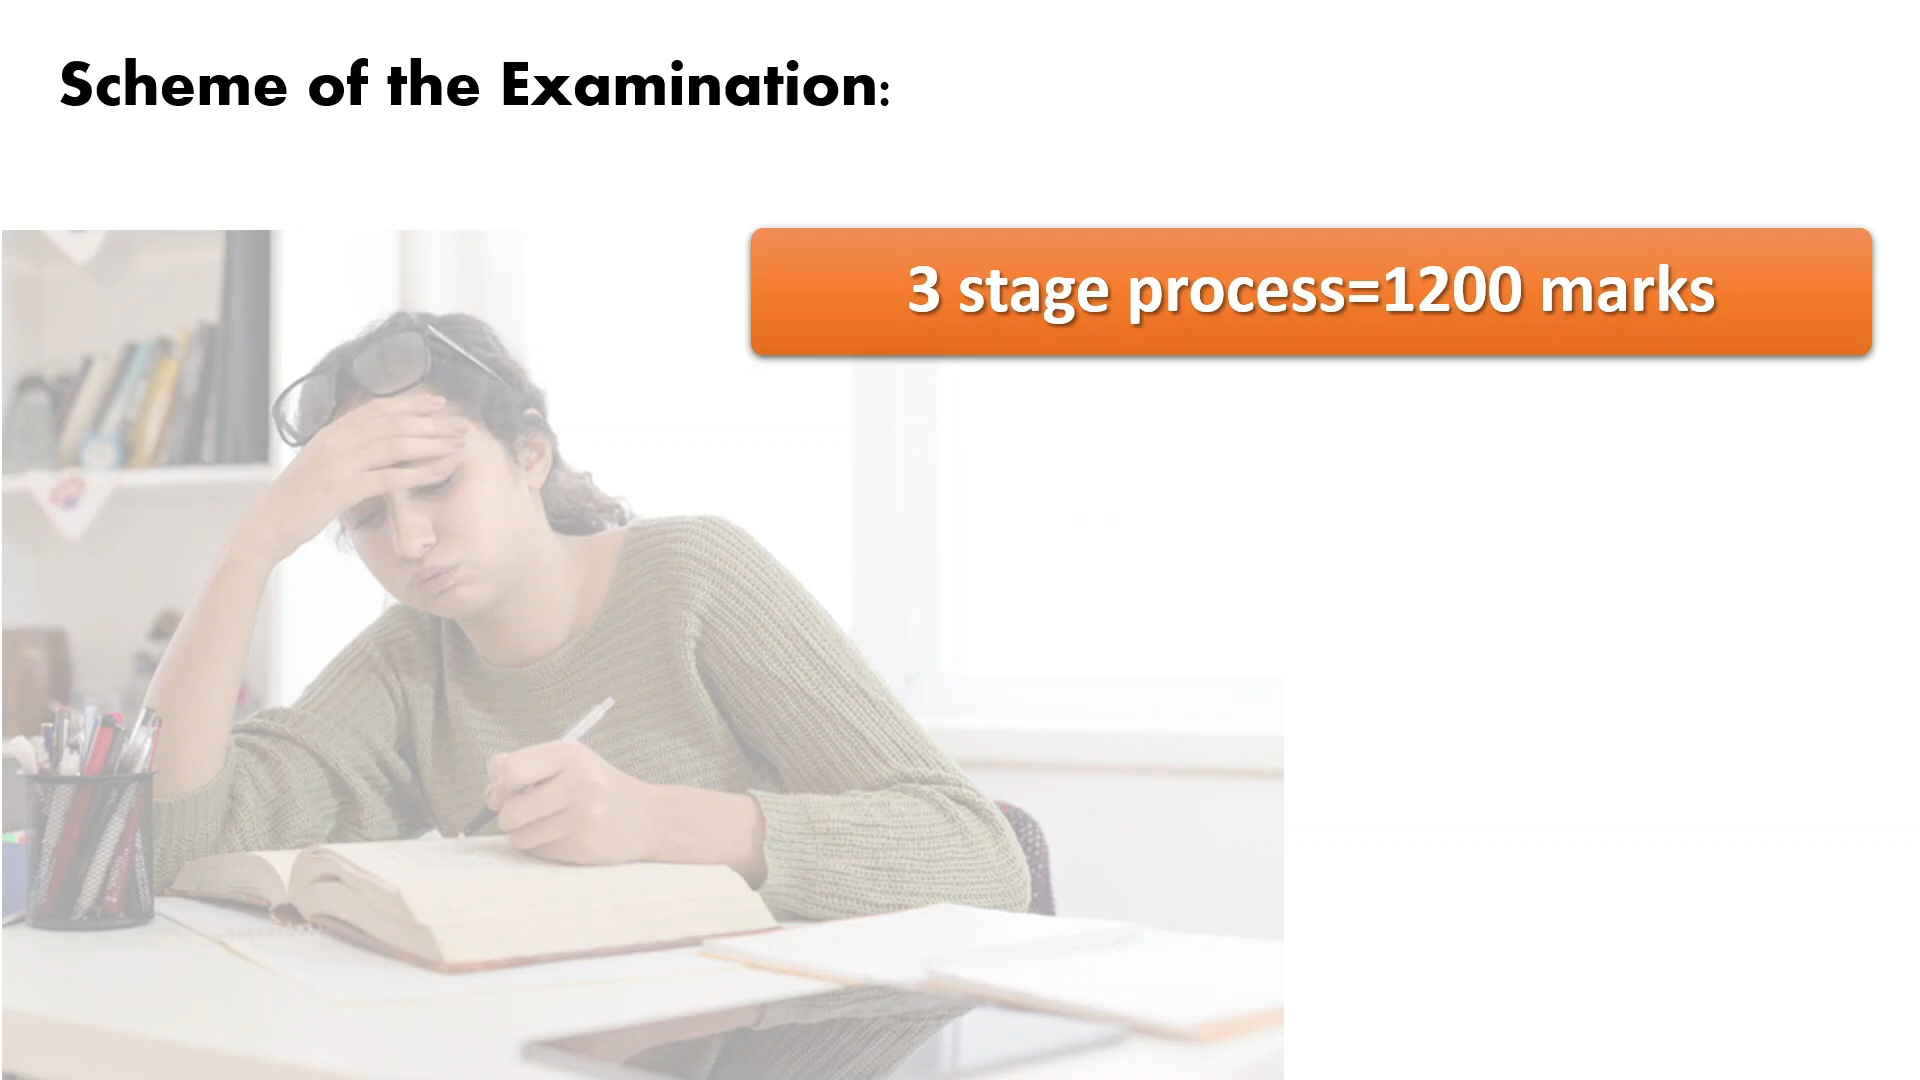 Scheme of the Examination:
3 stage process=1200 marks